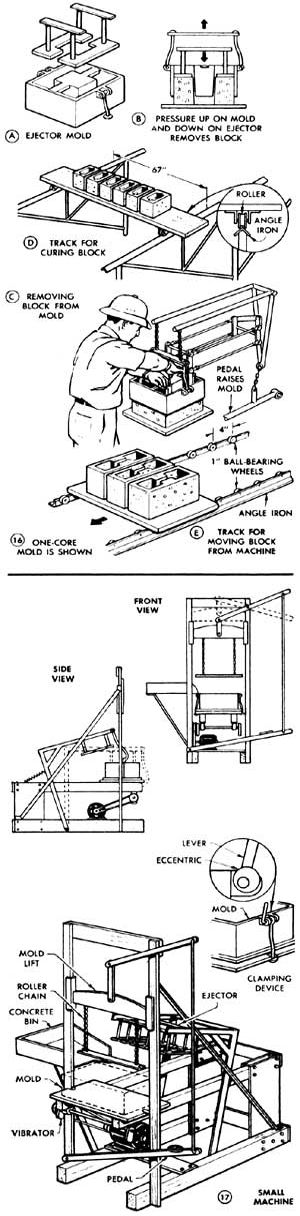 A EJECTOR MOLD
B PRESSURE UP ON MOLD
AND DOWN ON EJECTOR
REMOVES BLOCK
67"
ROLLER
ANGLE
IRON
D TRACK FOR
CURING BLOCK
C REMOVING
BLOCK FROM
MOLD
PEDAL
RAISES
MOLD
4"
1" BALL-BEARING
WHEELS
ANGLE IRON
16 ONE-CORE
MOLD IS SHOWN
E TRACK FOR
MOVING BLOCK
FROM MACHINE
FRONT
VIEW
SIDE
VIEW
LEVER
ECCENTRIC
MOLD
CLAMPING
DEVICE
MOLD
LIFT
ROLLER
CHAIN
EJECTOR
CONCRETE
BIN
MOLD
VIBRATOR
PEDAL
17 SMALL
MACHINE